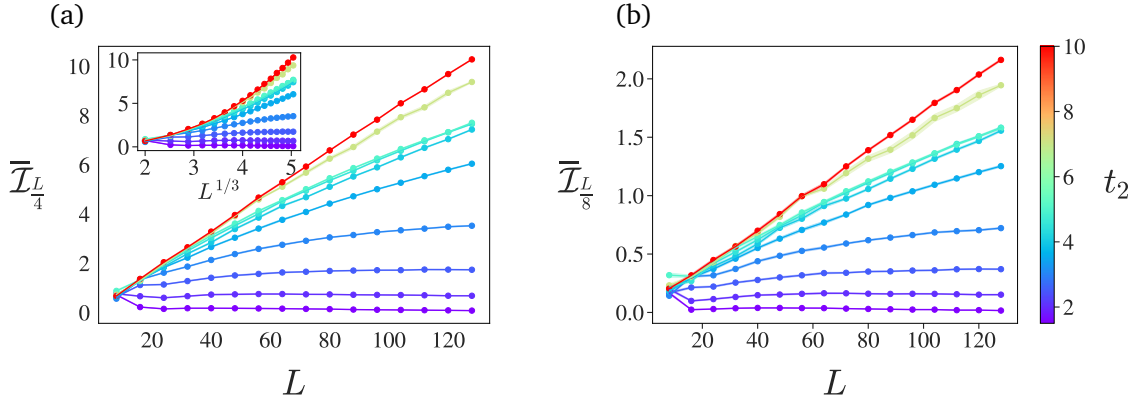 (a)
10
8
6
4
2
0
20 40 60 80 100 120
L
\overline{\mathcal{I}}_{\frac{L}{4}}
10
5
0
2 3 4 5
L^{1/3}
(b)
2.0
1.5
1.0
0.5
0.0
20 40 60 80 100 120
L
\overline{\mathcal{I}}_{\frac{L}{8}}
10
8
6
4
2
t_2